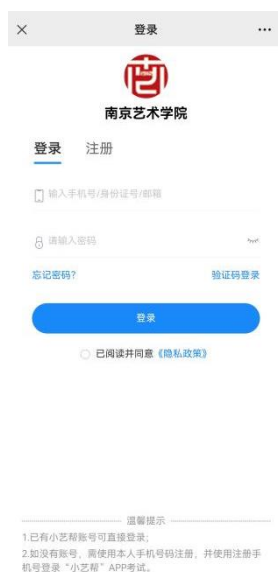 登录
南京艺术学院
登录 注册
输入手机号/身份证号/邮箱
请输入密码
忘记密码? 验证码登录
登录
已阅读并同意《隐私政策》
温馨提示
1.已有小艺帮账号可直接登录;
2.如没有账号,需使用本人手机号码注册,并使用注册手
机号登录“小艺帮”APP考试。